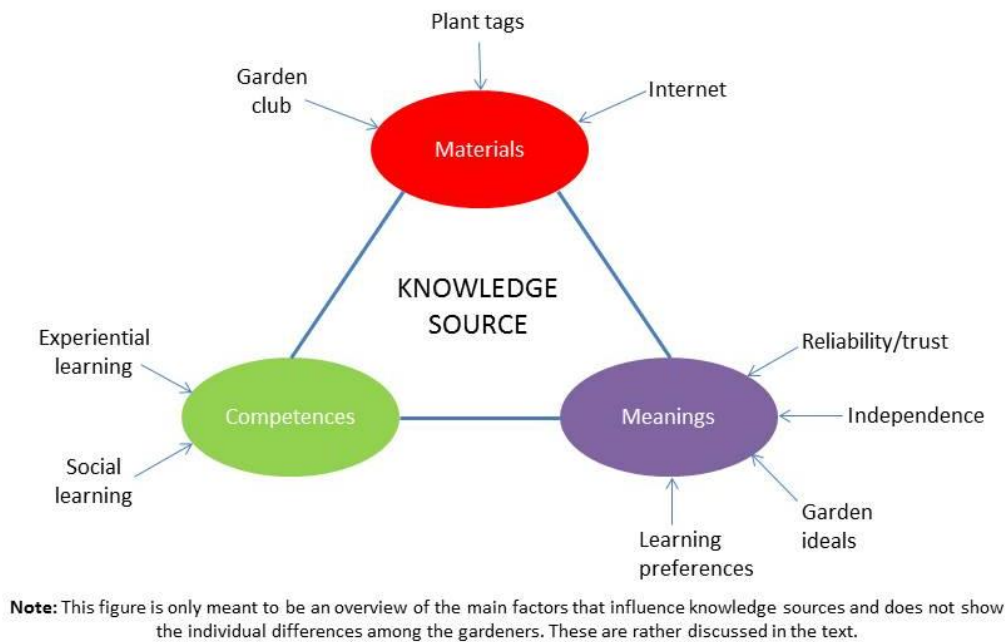 Plant tags
Garden
club
Internet
Materials
KNOWLEDGE
SOURCE
Experiential
learning
Reliability/trust
Competences
Meanings
Independence
Social
learning
Garden
ideals
Learning
preferences
Note: This figure is only meant to be an overview of the main factors that influence knowledge sources and does not show
the individual differences among the gardeners. These are rather discussed in the text.